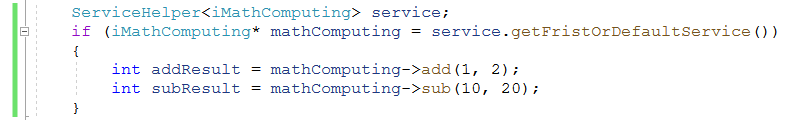 ServiceHelper<iMathComputing> service;
if (iMathComputing* mathComputing = service.getFristOrDefaultService())
{
int addResult = mathComputing->add(1, 2);
int subResult = mathComputing->sub(10, 20);
}